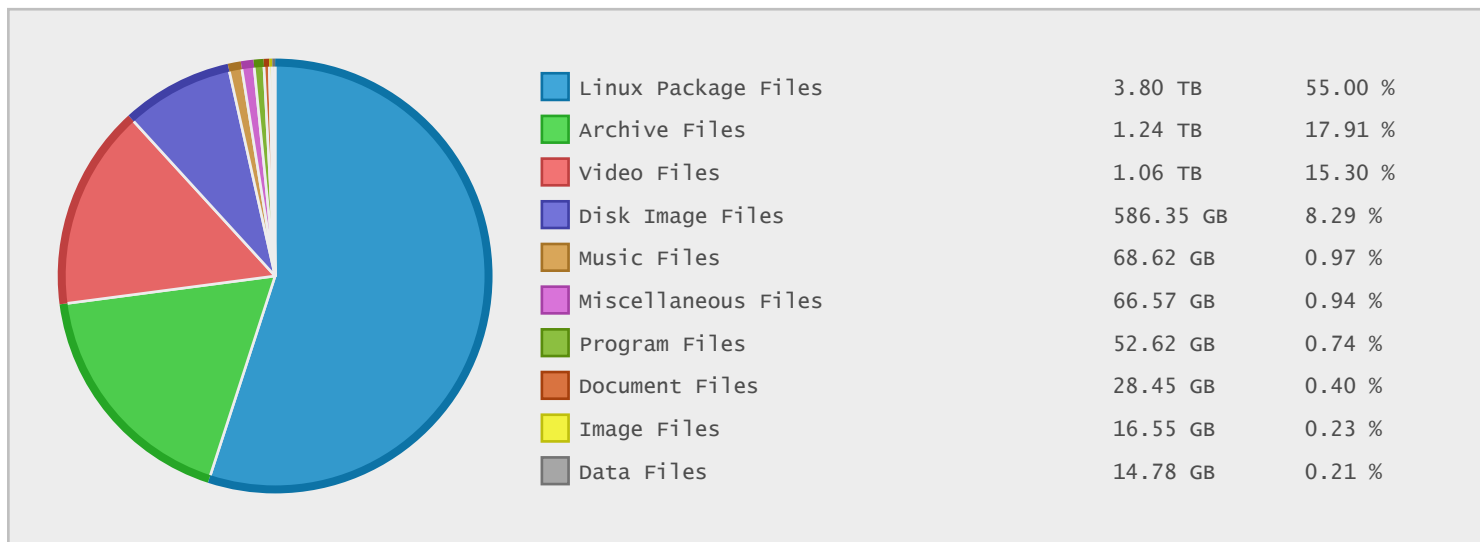 Linux Package Files 3.80 TB 55.00 %
Archive Files 1.24 TB 17.91 %
Video Files 1.06 TB 15.30 %
Disk Image Files 586.35 GB 8.29 %
Music Files 68.62 GB 0.97 %
Miscellaneous Files 66.57 GB 0.94 %
Program Files 52.62 GB 0.74 %
Document Files 28.45 GB 0.40 %
Image Files 16.55 GB 0.23 %
Data Files 14.78 GB 0.21 %